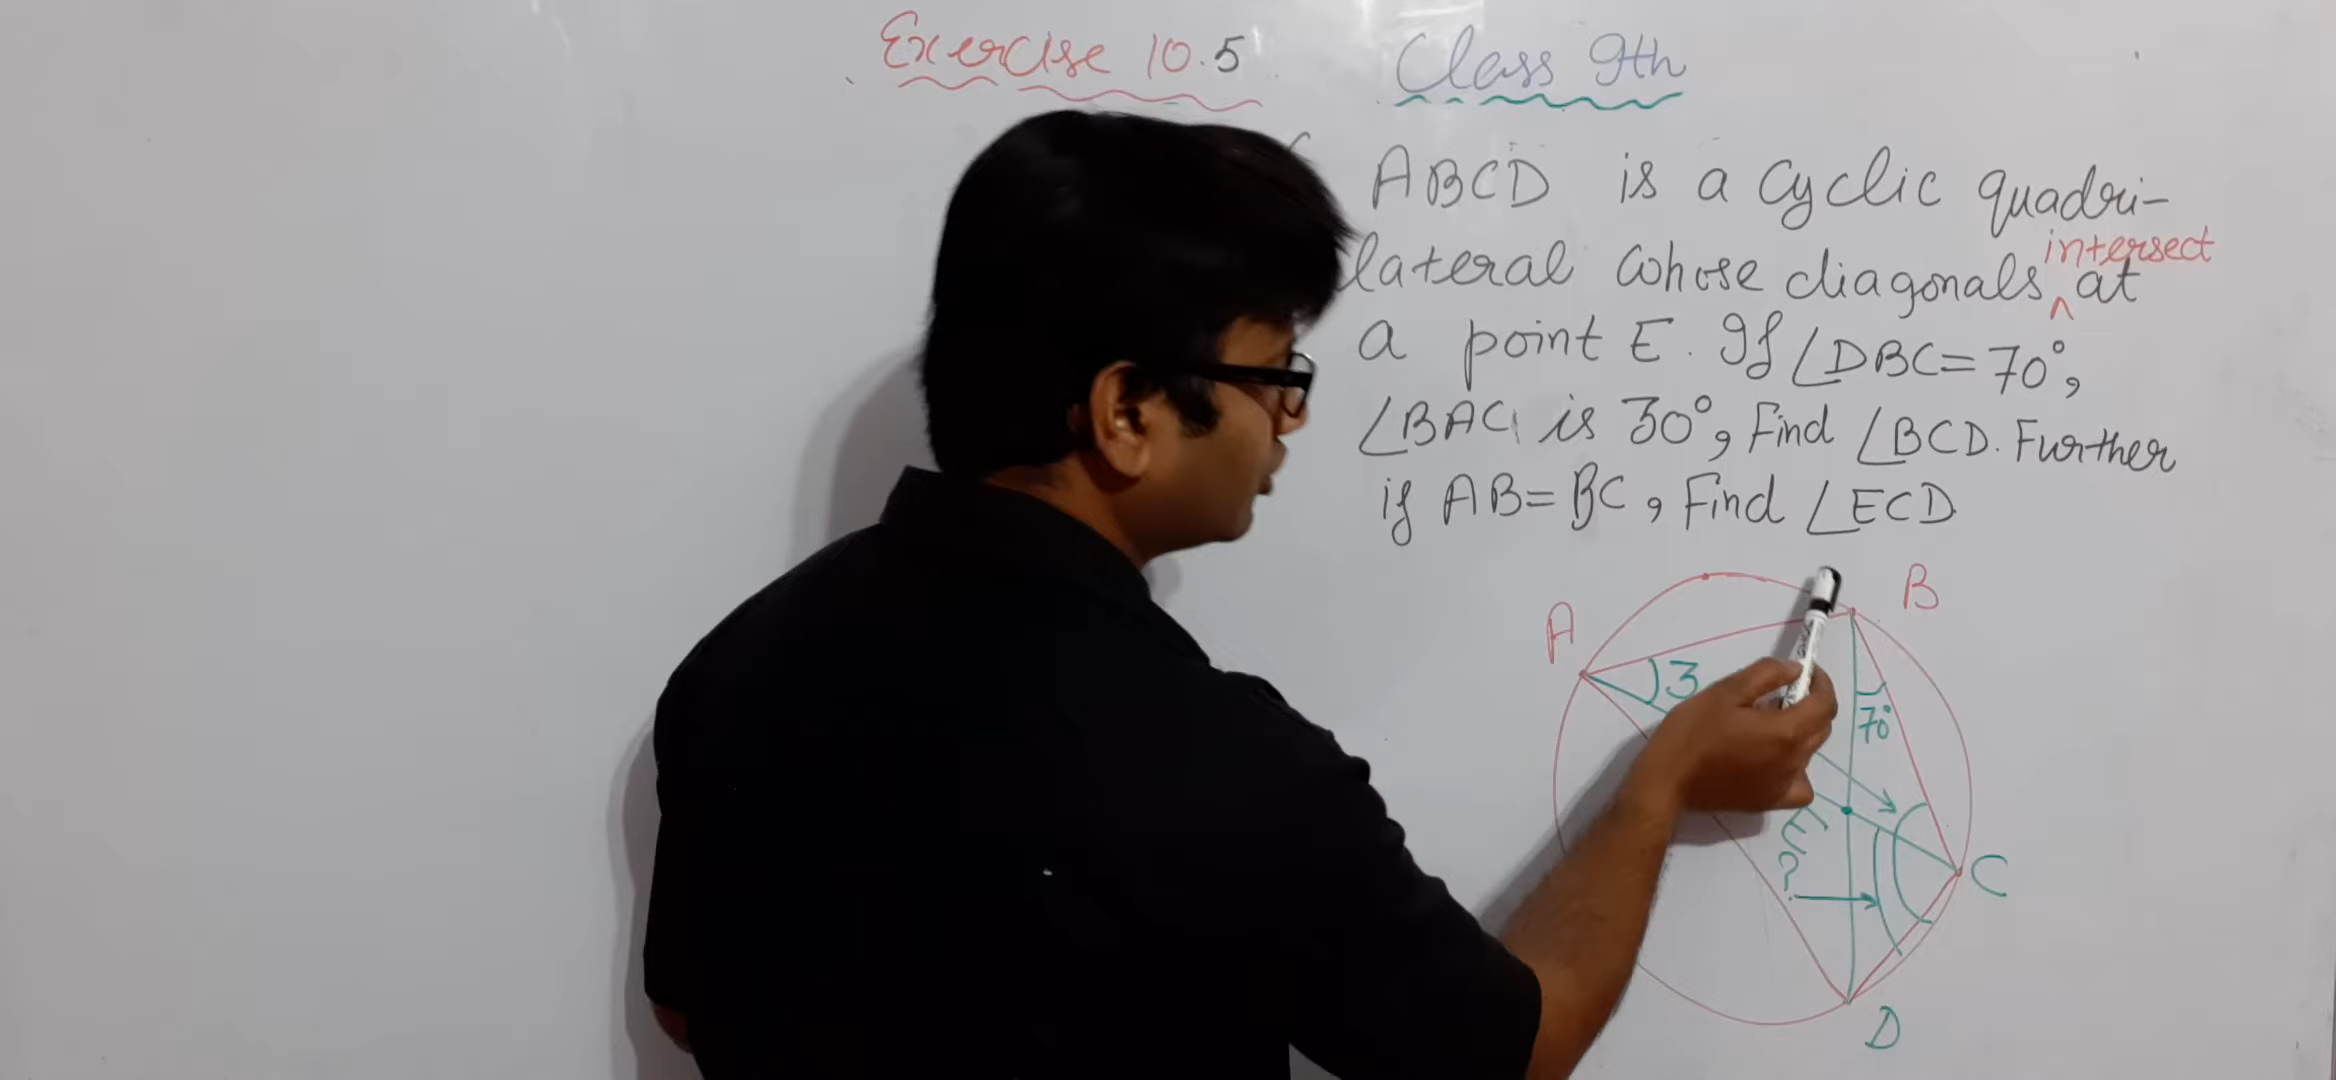 Exercise 10.5 Class 9th
ABCD is a cyclic quadri-
intersect
lateral whose diagonals ^ at
a point E. If ∠DBC=70°,
∠BAC is 30°, Find ∠BCD. Further
if AB=BC, Find ∠ECD
B
A
3
70°
E
?
C
D